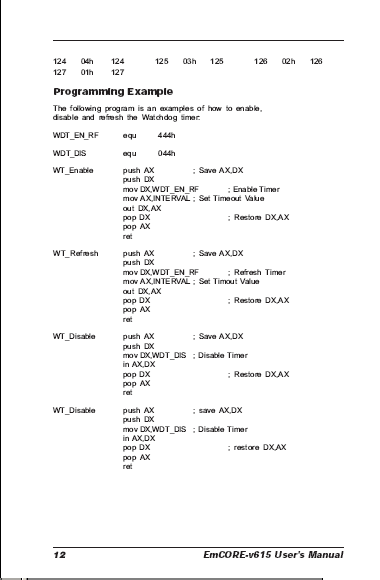 124 04h 124 125 03h 125 126 02h 126
127 01h 127
Programming Example
The following program is an examples of how to enable,
disable and refresh the Watchdog timer:
WDT_EN_RF equ 444h
WDT_DIS equ 044h
WT_Enable push AX ; Save AX,DX
push DX
mov DX,WDT_EN_RF ; Enable Timer
mov AX,INTERVAL ; Set Timeout Value
out DX,AX
pop DX ; Restore DX,AX
pop AX
ret
WT_Refresh push AX ; Save AX,DX
push DX
mov DX,WDT_EN_RF ; Refresh Timer
mov AX,INTERVAL ; Set Timout Value
out DX,AX
pop DX ; Restore DX,AX
pop AX
ret
WT_Disable push AX ; Save AX,DX
push DX
mov DX,WDT_DIS ; Disable Timer
in AX,DX
pop DX ; Restore DX,AX
pop AX
ret
WT_Disable push AX ; save AX,DX
push DX
mov DX,WDT_DIS ; Disable Timer
in AX,DX
pop DX ; restore DX,AX
pop AX
ret
12 EmCORE-v615 User's Manual